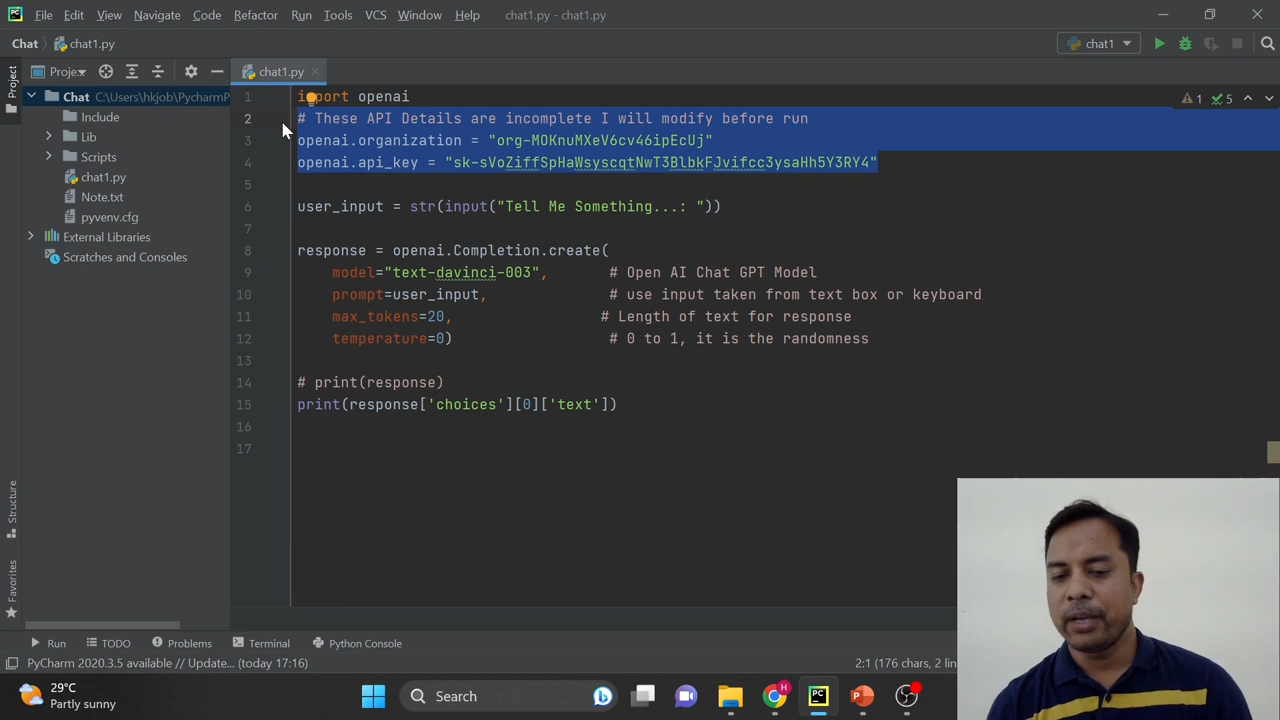 File Edit View Navigate Code Refactor Run Tools VCS Window Help chat1.py - chat1.py
Chat chat1.py chat1
Project Proje... chat1.py
Chat C:\Users\hkjob\PycharmP
Include
Lib
Scripts
chat1.py
Note.txt
pyvenv.cfg
External Libraries
Scratches and Consoles
1 import openai
2 # These API Details are incomplete I will modify before run
3 openai.organization = "org-MOKnuMXeV6cv46ipEcUj"
4 openai.api_key = "sk-sVoZiffSpHaWsyscqtNwT3BlbkFJvifcc3ysaHh5Y3RY4"
5
6 user_input = str(input("Tell Me Something...: "))
7
8 response = openai.Completion.create(
9 model="text-davinci-003", # Open AI Chat GPT Model
10 prompt=user_input, # use input taken from text box or keyboard
11 max_tokens=20, # Length of text for response
12 temperature=0) # 0 to 1, it is the randomness
13
14 # print(response)
15 print(response['choices'][0]['text'])
16
17
1 5
Structure
Favorites
Run TODO Problems Terminal Python Console
PyCharm 2020.3.5 available // Update... (today 17:16) 2:1 (176 chars, 2 lin
29°C
Partly sunny
Search